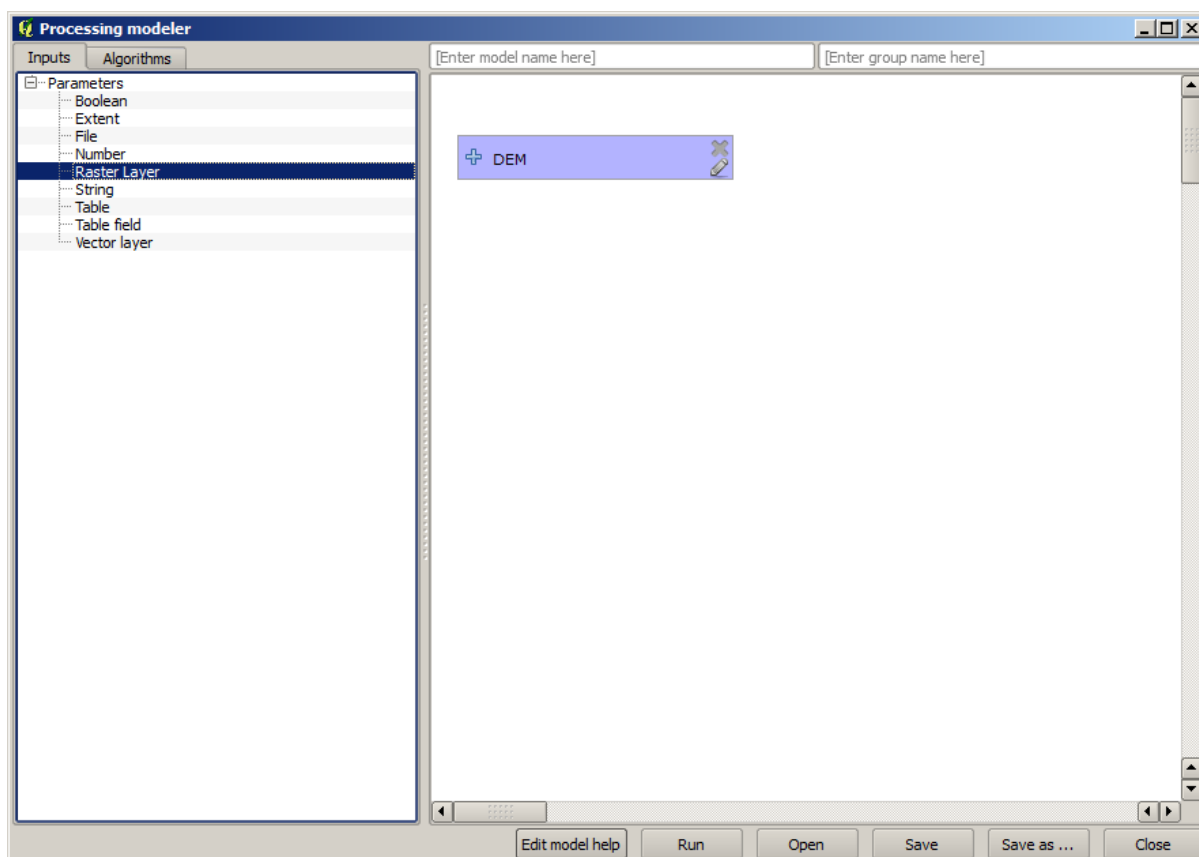 Processing modeler
Inputs
Algorithms
[Enter model name here]
[Enter group name here]
Parameters
Boolean
Extent
File
Number
Raster Layer
String
Table
Table field
Vector layer
DEM
Edit model help
Run
Open
Save
Save as ...
Close